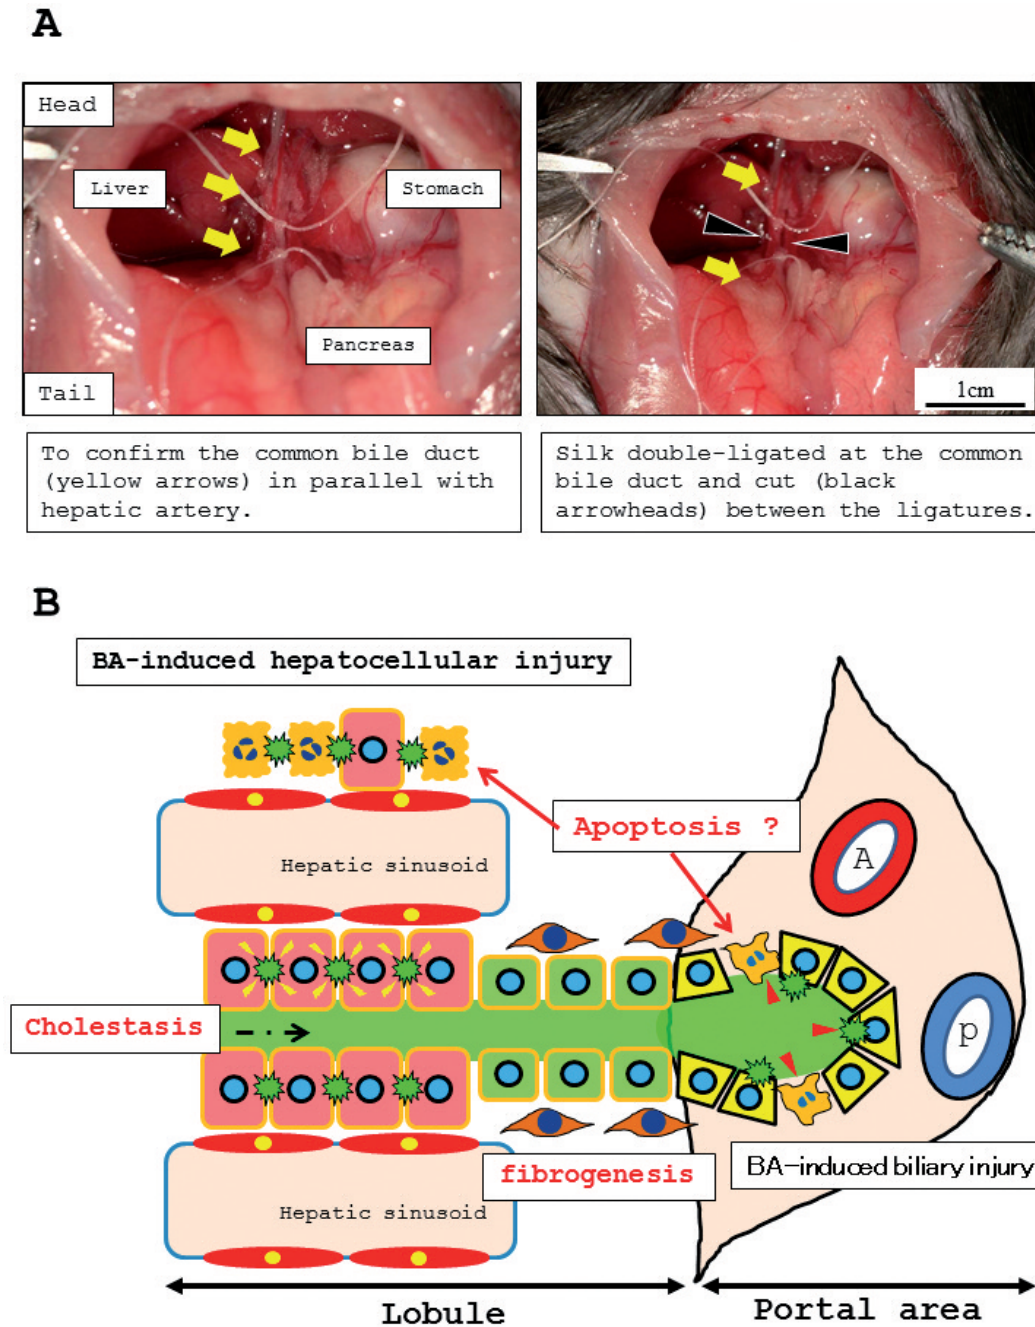 A
Head
Liver
Stomach
Pancreas
Tail
1cm
To confirm the common bile duct
(yellow arrows) in parallel with
hepatic artery.
Silk double-ligated at the common
bile duct and cut (black
arrowheads) between the ligatures.
B
BA-induced hepatocellular injury
Apoptosis ?
Hepatic sinusoid
A
Cholestasis
p
fibrogenesis
BA-induced biliary injury
Hepatic sinusoid
Lobule
Portal area